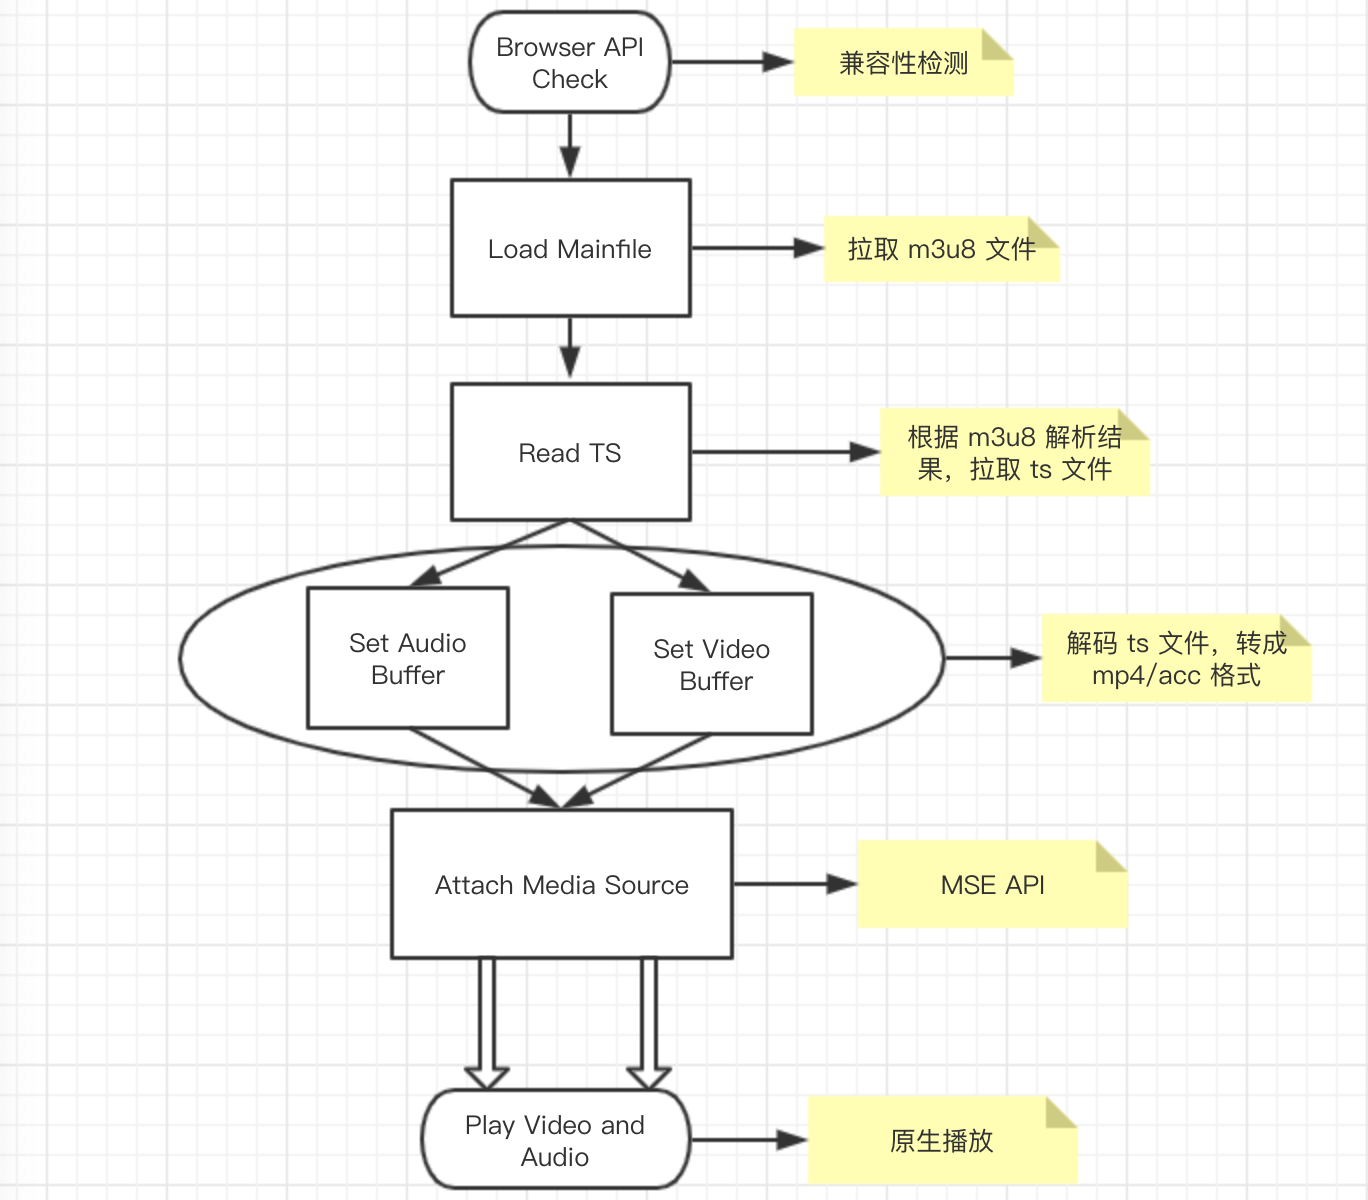 Browser API
Check
兼容性检测
Load Mainfile
拉取 m3u8 文件
Read TS
根据 m3u8 解析结
果，拉取 ts 文件
Set Audio
Buffer
Set Video
Buffer
解码 ts 文件，转成
mp4/acc 格式
Attach Media Source
MSE API
Play Video and
Audio
原生播放